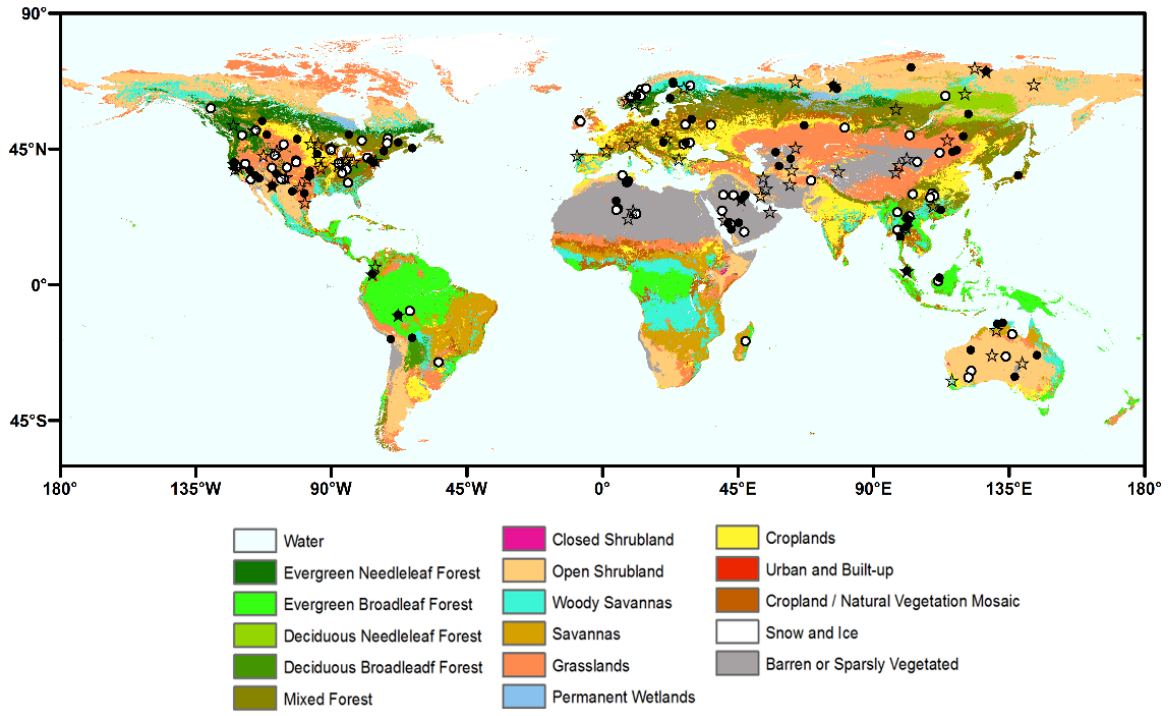 90°
45°N
0°
45°S
180° 135°W 90°W 45°W 0° 45°E 90°E 135°E 180°
Water
Evergreen Needleleaf Forest
Evergreen Broadleaf Forest
Deciduous Needleleaf Forest
Deciduous Broadleadf Forest
Mixed Forest
Closed Shrubland
Open Shrubland
Woody Savannas
Savannas
Grasslands
Permanent Wetlands
Croplands
Urban and Built-up
Cropland / Natural Vegetation Mosaic
Snow and Ice
Barren or Sparsly Vegetated